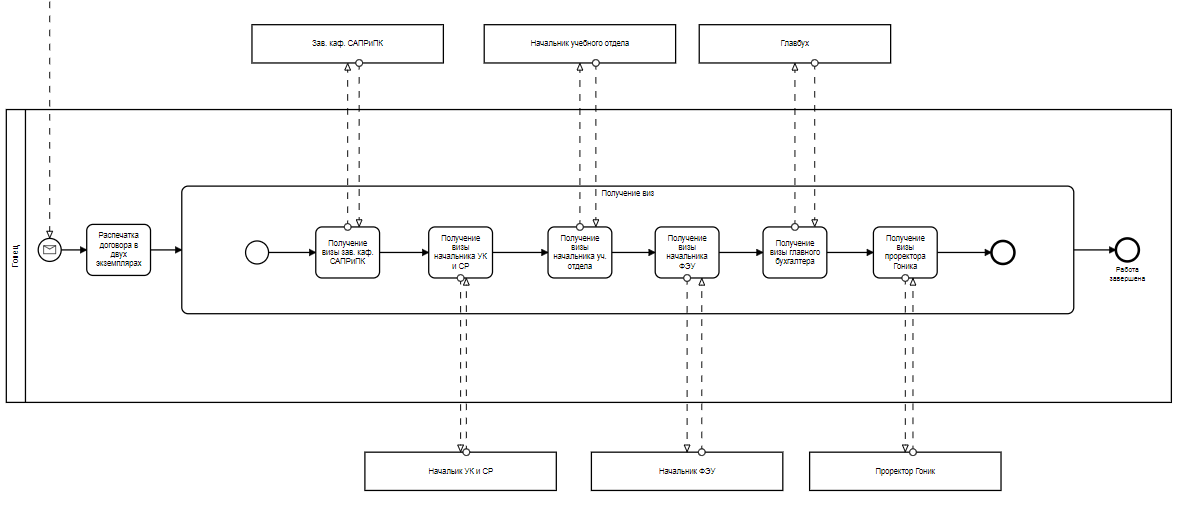 Зав. каф. САПРиПК
Начальник учебного отдела
Главбух
Гонец
Распечатка
договора в
двух
экземплярах
Получение виз
Получение
визы зав. каф.
САПРиПК
Получение
визы
начальника УК
и СР
Получение
визы
начальника уч.
отдела
Получение
визы
начальника
ФЭУ
Получение
визы главного
бухгалтера
Получение
визы
проректора
Гоника
Работа
завершена
Начальик УК и СР
Начальник ФЭУ
Проректор Гоник